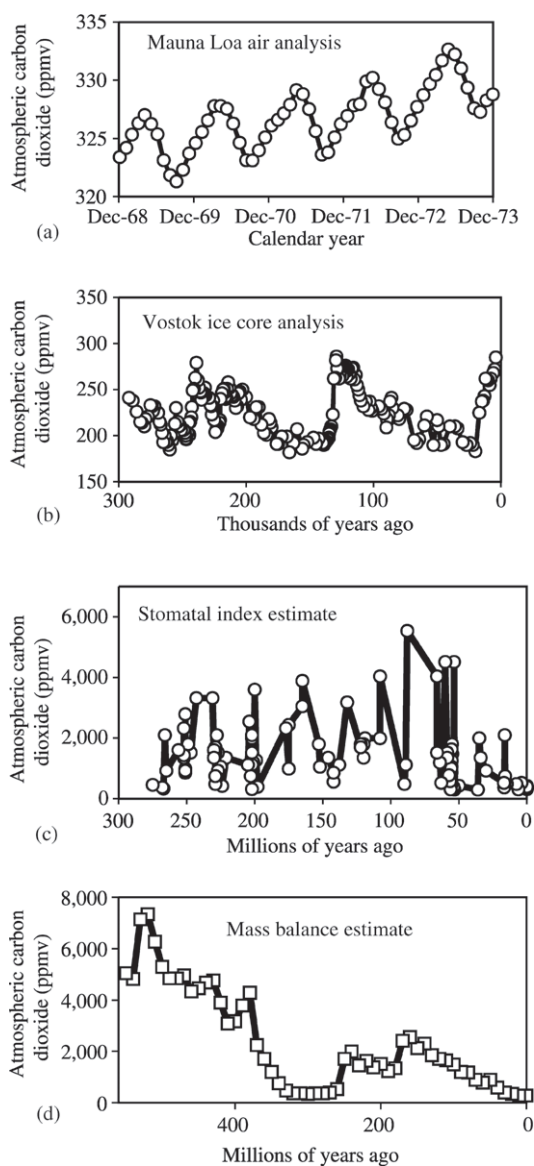 Atmospheric carbon
dioxide (ppmv)
335
330
325
320
Mauna Loa air analysis
Dec-68 Dec-69 Dec-70 Dec-71 Dec-72 Dec-73
Calendar year
(a)
Atmospheric carbon
dioxide (ppmv)
350
300
250
200
150
Vostok ice core analysis
300 200 100 0
Thousands of years ago
(b)
Atmospheric carbon
dioxide (ppmv)
6,000
4,000
2,000
0
Stomatal index estimate
300 250 200 150 100 50 0
Millions of years ago
(c)
Atmospheric carbon
dioxide (ppmv)
8,000
6,000
4,000
2,000
0
Mass balance estimate
400 200 0
Millions of years ago
(d)